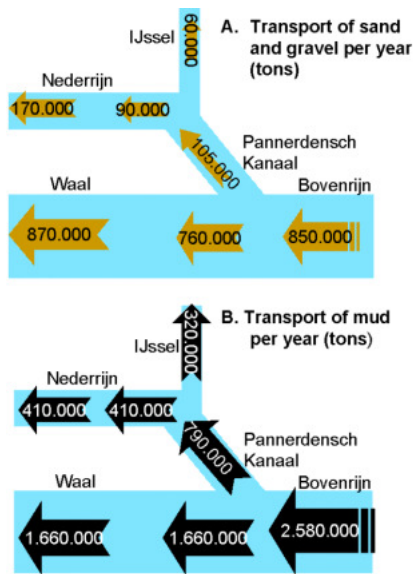 A. Transport of sand
and gravel per year
(tons)
IJssel
60.000
Nederrijn
170.000
90.000
105.000
Pannerdensch
Kanaal
Waal
Bovenrijn
870.000
760.000
850.000
B. Transport of mud
per year (tons)
IJssel
320.000
Nederrijn
410.000
410.000
790.000
Pannerdensch
Kanaal
Waal
Bovenrijn
1.660.000
1.660.000
2.580.000